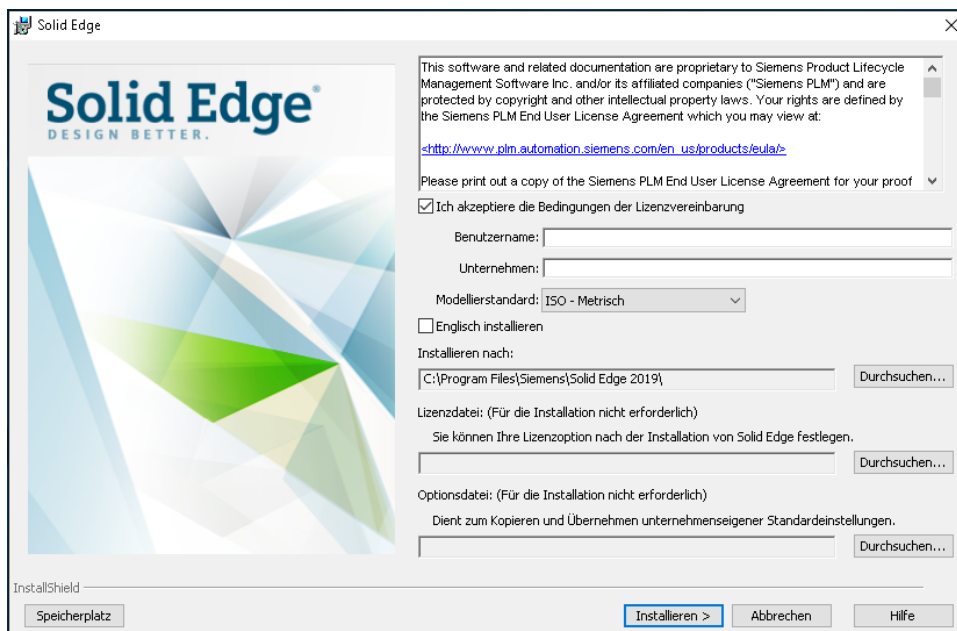 Solid Edge
Solid Edge®
DESIGN BETTER.
This software and related documentation are proprietary to Siemens Product Lifecycle
Management Software Inc. and/or its affiliated companies ("Siemens PLM") and are
protected by copyright and other intellectual property laws. Your rights are defined by
the Siemens PLM End User License Agreement which you may view at:
<http://www.plm.automation.siemens.com/en_us/products/eula/>
Please print out a copy of the Siemens PLM End User License Agreement for your proof
Ich akzeptiere die Bedingungen der Lizenzvereinbarung
Benutzername:
Unternehmen:
Modellierstandard: ISO - Metrisch
Englisch installieren
Installieren nach:
C:\Program Files\Siemens\Solid Edge 2019\ Durchsuchen...
Lizenzdatei: (Für die Installation nicht erforderlich)
Sie können Ihre Lizenzoption nach der Installation von Solid Edge festlegen.
Durchsuchen...
Optionsdatei: (Für die Installation nicht erforderlich)
Dient zum Kopieren und Übernehmen unternehmenseigener Standardeinstellungen.
Durchsuchen...
InstallShield
Speicherplatz Installieren > Abbrechen Hilfe